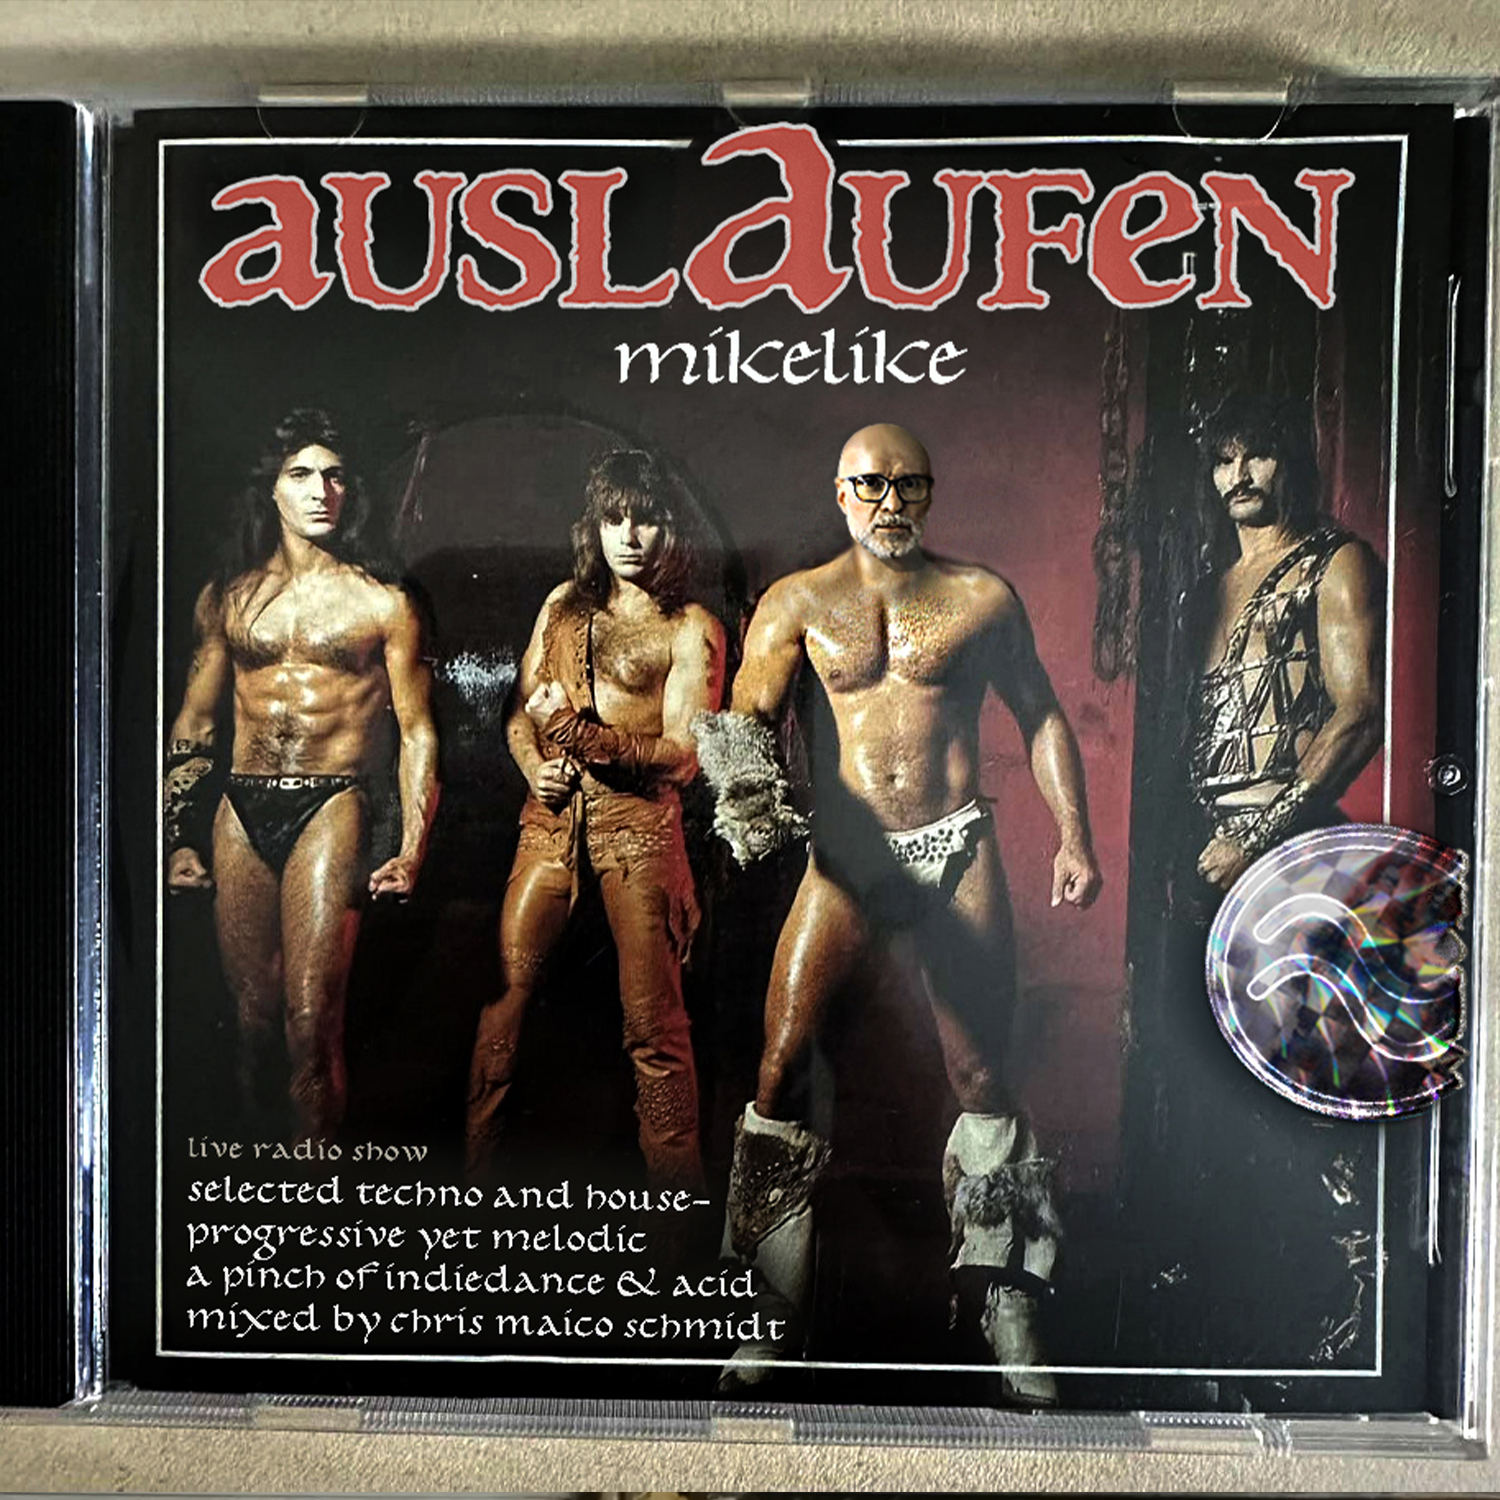 aUSLaUFeN
mikelike
live radio show
selected techno and house-
progressive yet melodic
a pinch of indiedance & acid
mixed by chris maico schmidt